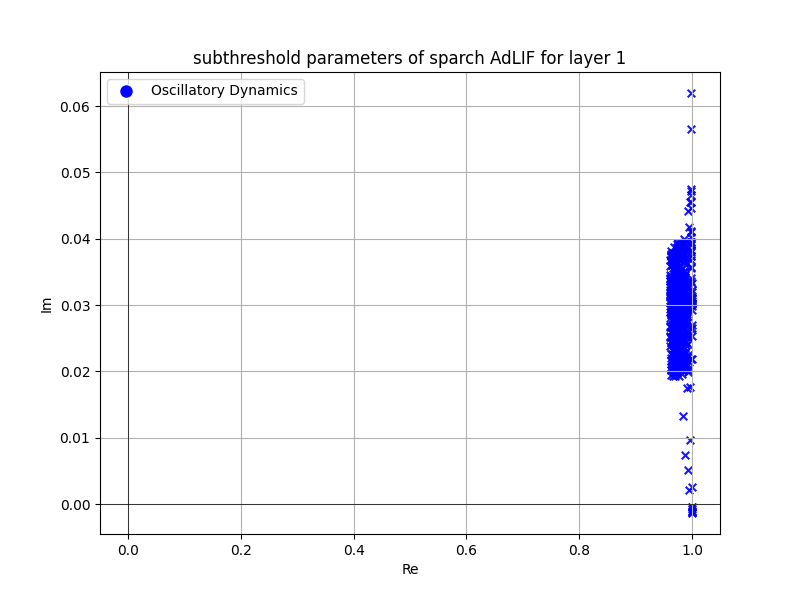 subthreshold parameters of sparch AdLIF for layer 1
Oscillatory Dynamics
0.06
0.05
0.04
0.03
0.02
0.01
0.00
Im
0.0 0.2 0.4 0.6 0.8 1.0
Re